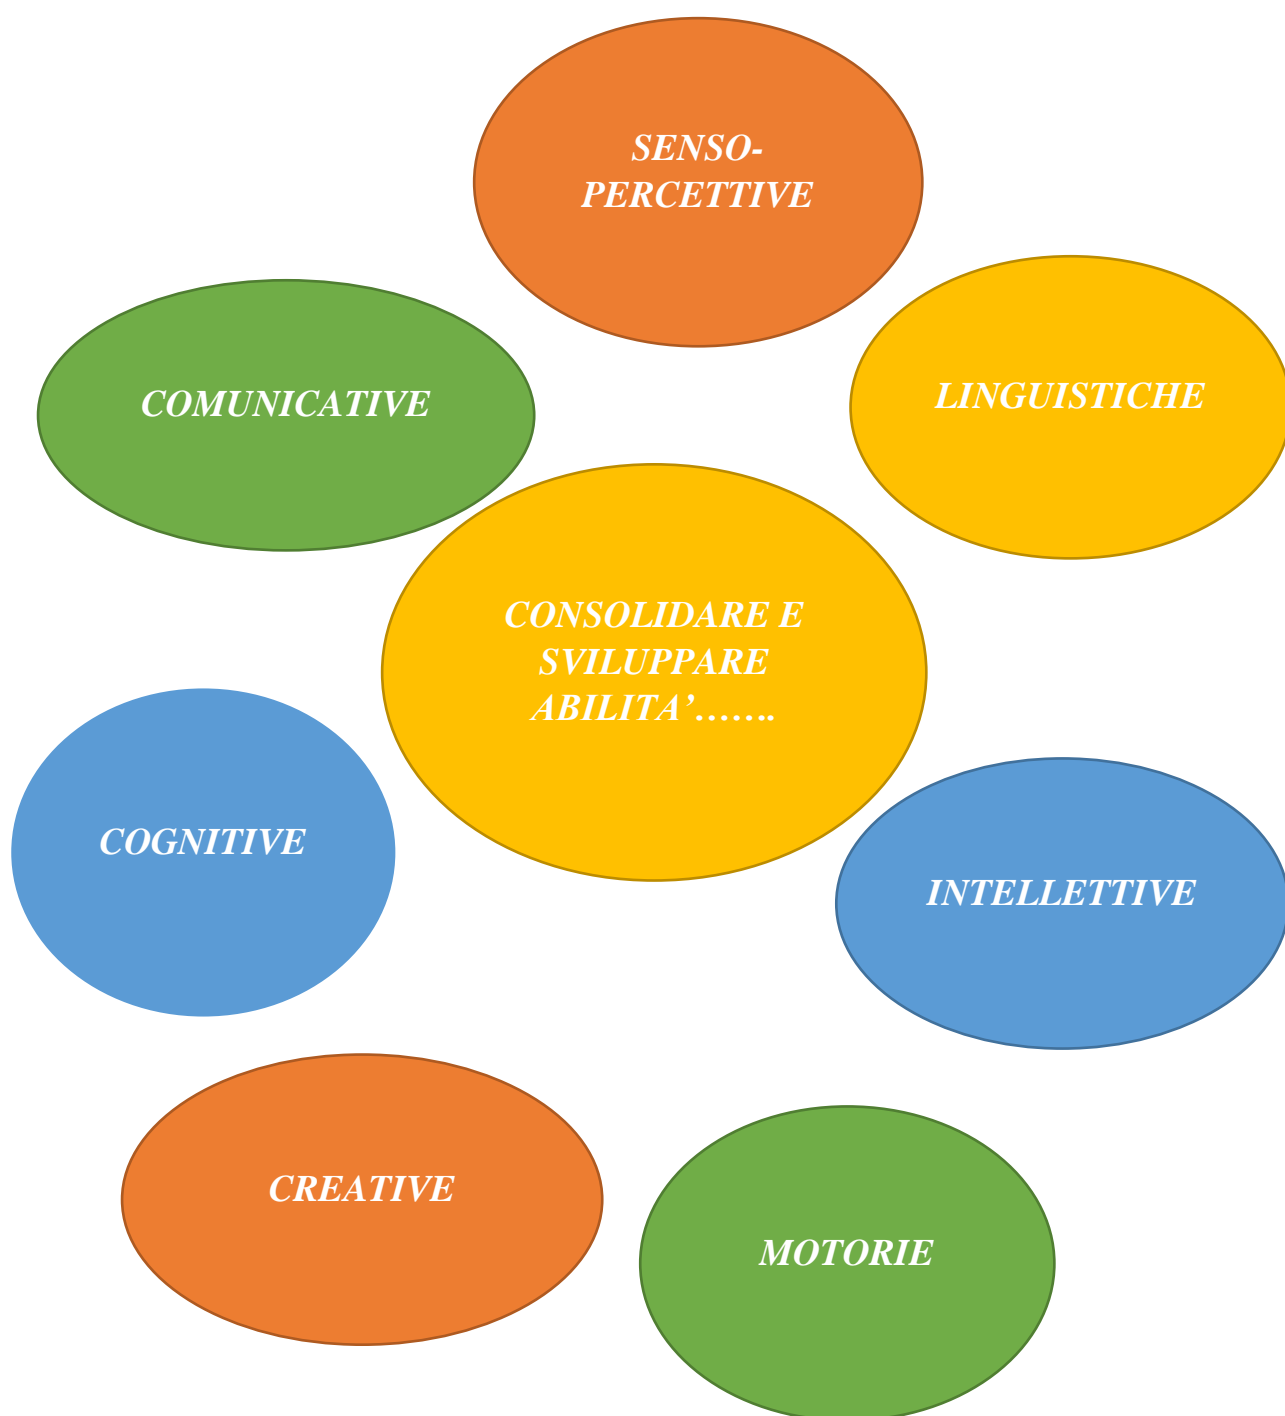 SENSO-
PERCETTIVE
COMUNICATIVE
LINGUISTICHE
CONSOLIDARE E
SVILUPPARE
ABILITA’…….
COGNITIVE
INTELLETTIVE
CREATIVE
MOTORIE